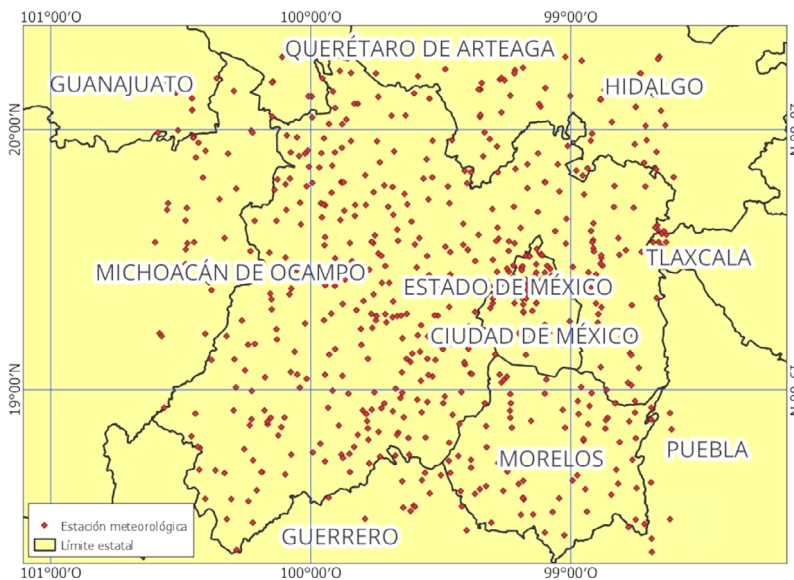 101°00′O 100°00′O 99°00′O
QUERÉTARO DE ARTEAGA
GUANAJUATO
HIDALGO
20°00′N
TLAXCALA
MICHOACÁN DE OCAMPO
ESTADO DE MÉXICO
CIUDAD DE MÉXICO
19°00′N
PUEBLA
MORELOS
Estación meteorológica
GUERRERO
Límite estatal
101°00′O 100°00′O 99°00′O